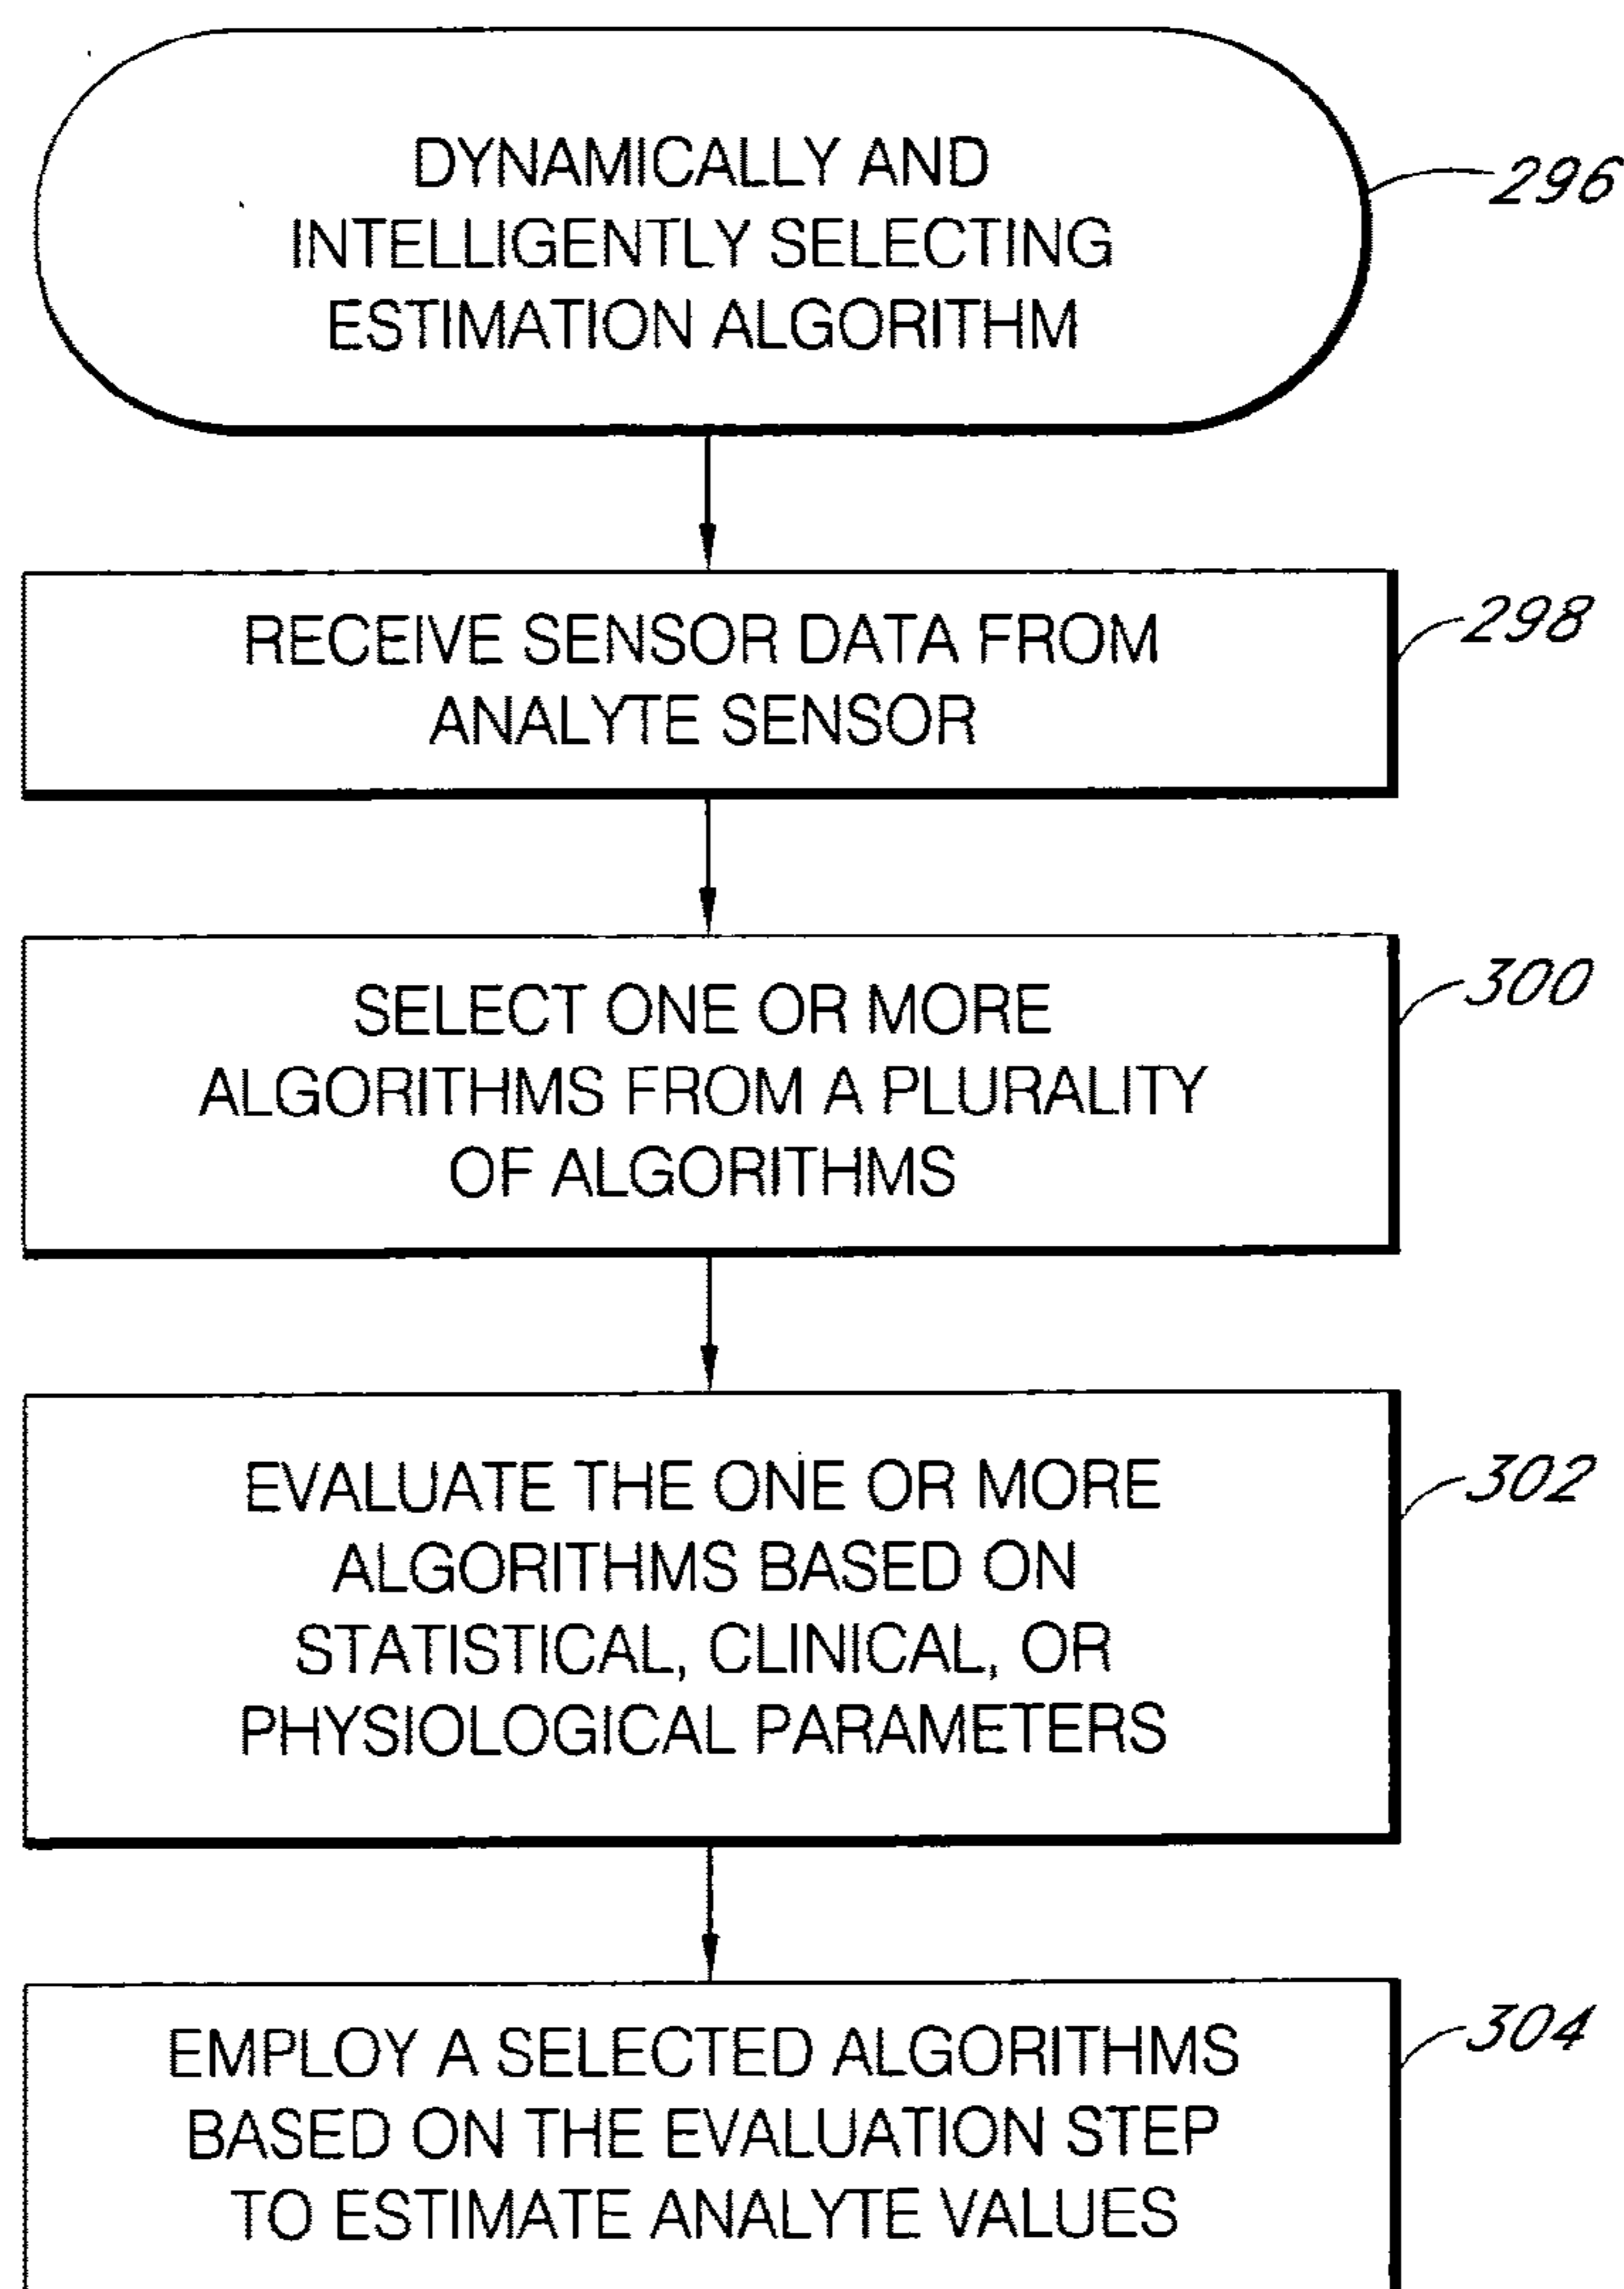 DYNAMICALLY AND
INTELLIGENTLY SELECTING
ESTIMATION ALGORITHM
296
RECEIVE SENSOR DATA FROM
ANALYTE SENSOR
298
SELECT ONE OR MORE
ALGORITHMS FROM A PLURALITY
OF ALGORITHMS
300
EVALUATE THE ONE OR MORE
ALGORITHMS BASED ON
STATISTICAL, CLINICAL, OR
PHYSIOLOGICAL PARAMETERS
302
EMPLOY A SELECTED ALGORITHMS
BASED ON THE EVALUATION STEP
TO ESTIMATE ANALYTE VALUES
304